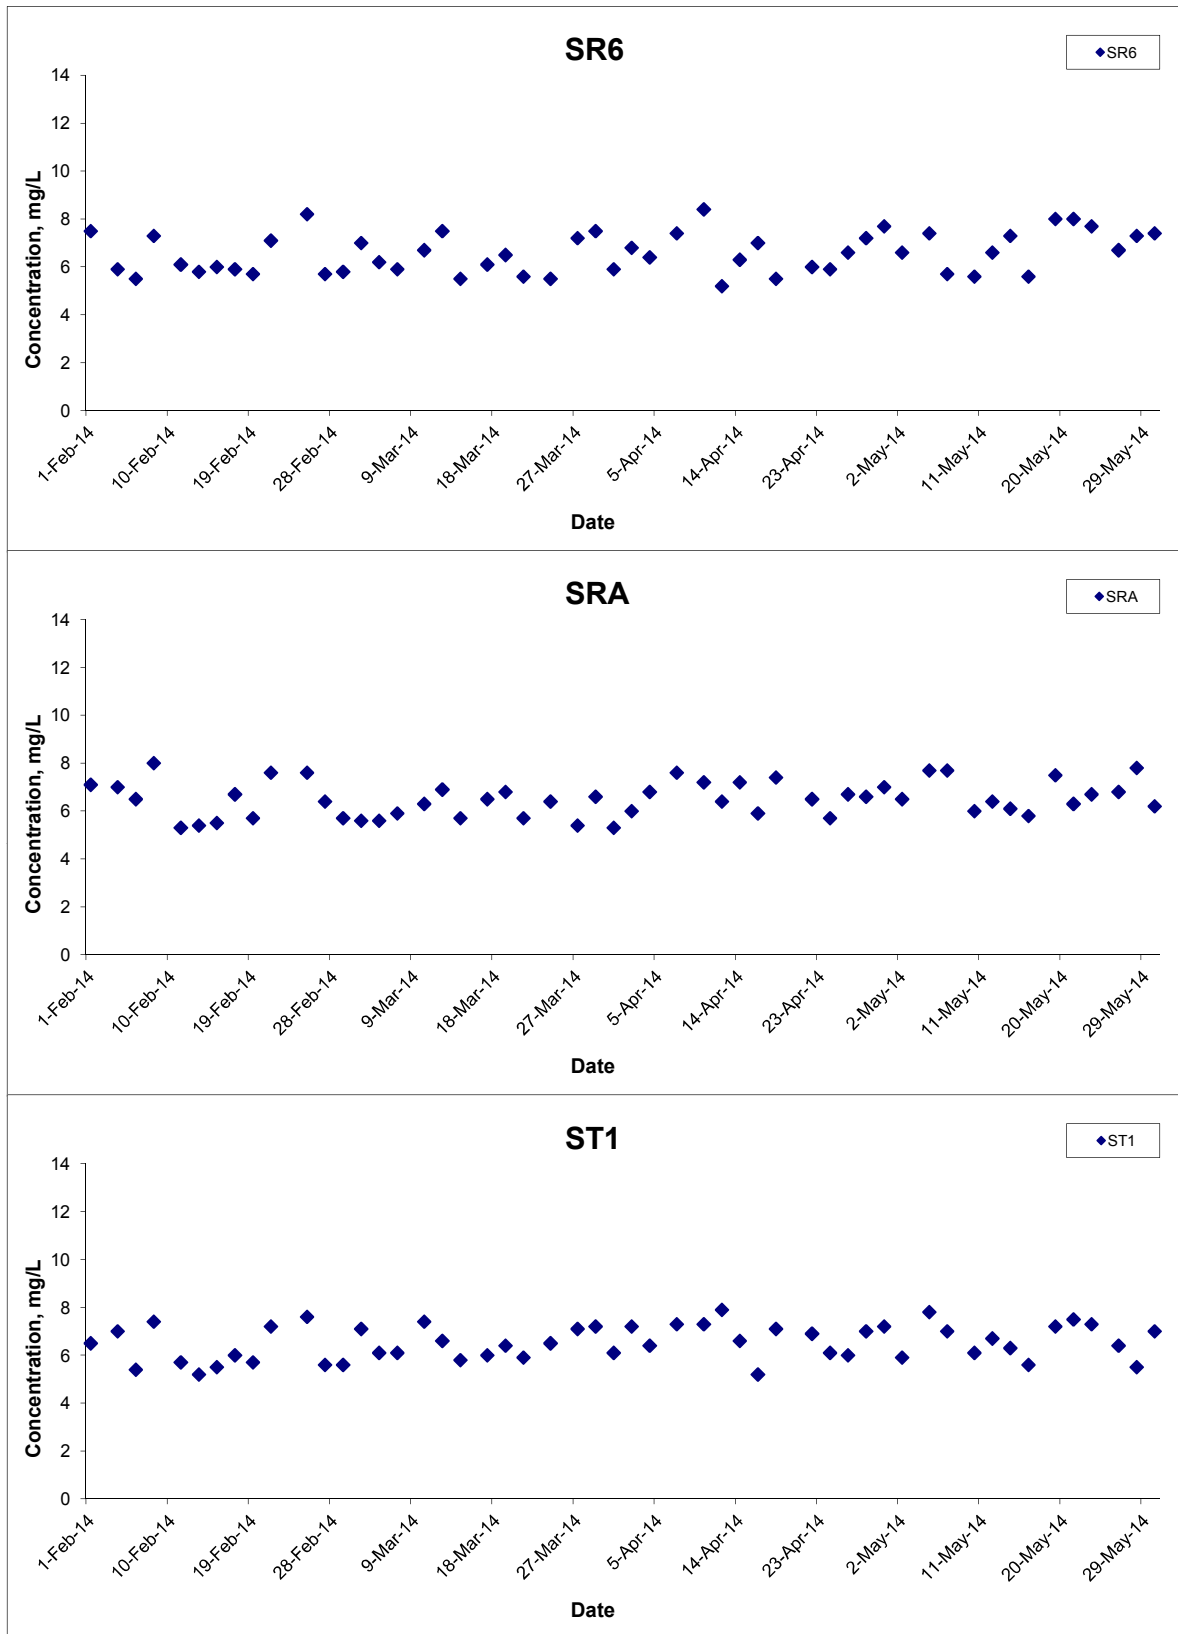 SR6
SR6
14
12
10
8
6
4
2
0
Concentration, mg/L
1-Feb-14
10-Feb-14
19-Feb-14
28-Feb-14
9-Mar-14
18-Mar-14
27-Mar-14
5-Apr-14
14-Apr-14
23-Apr-14
2-May-14
11-May-14
20-May-14
29-May-14
Date
SRA
SRA
14
12
10
8
6
4
2
0
Concentration, mg/L
1-Feb-14
10-Feb-14
19-Feb-14
28-Feb-14
9-Mar-14
18-Mar-14
27-Mar-14
5-Apr-14
14-Apr-14
23-Apr-14
2-May-14
11-May-14
20-May-14
29-May-14
Date
ST1
ST1
14
12
10
8
6
4
2
0
Concentration, mg/L
1-Feb-14
10-Feb-14
19-Feb-14
28-Feb-14
9-Mar-14
18-Mar-14
27-Mar-14
5-Apr-14
14-Apr-14
23-Apr-14
2-May-14
11-May-14
20-May-14
29-May-14
Date